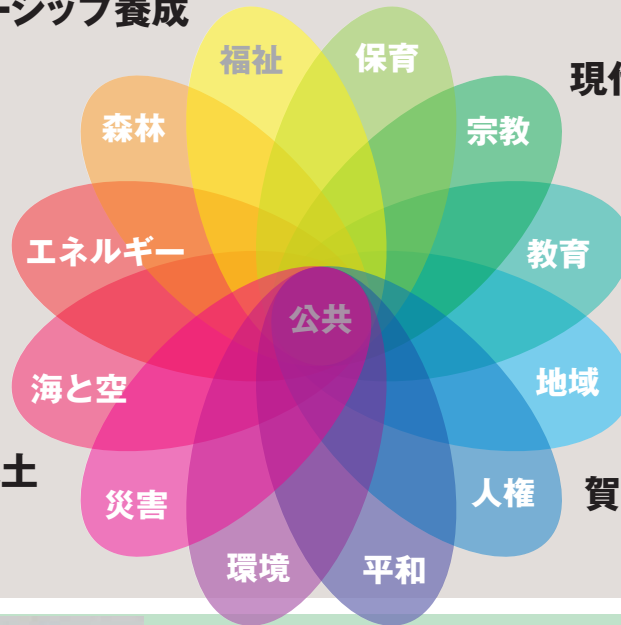 ーシップ養成
福祉
保育
現代
森林
宗教
エネルギー
教育
公共
海と空
地域
土
災害
人権
賀
環境
平和